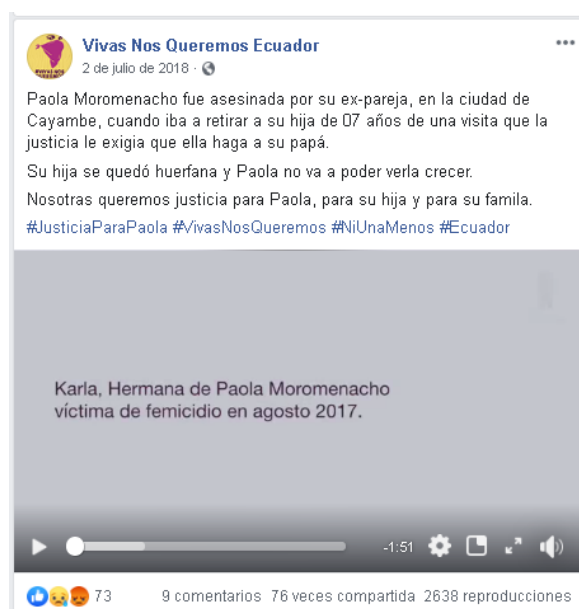 Vivas Nos Queremos Ecuador
2 de julio de 2018 ·
Paola Moromenacho fue asesinada por su ex-pareja, en la ciudad de
Cayambe, cuando iba a retirar a su hija de 07 años de una visita que la
justicia le exigia que ella haga a su papá.
Su hija se quedó huerfana y Paola no va a poder verla crecer.
Nosotras queremos justicia para Paola, para su hija y para su famila.
#JusticiaParaPaola #VivasNosQueremos #NiUnaMenos #Ecuador
Karla, Hermana de Paola Moromenacho
víctima de femicidio en agosto 2017.
-1:51
73 9 comentarios 76 veces compartida 2638 reproducciones